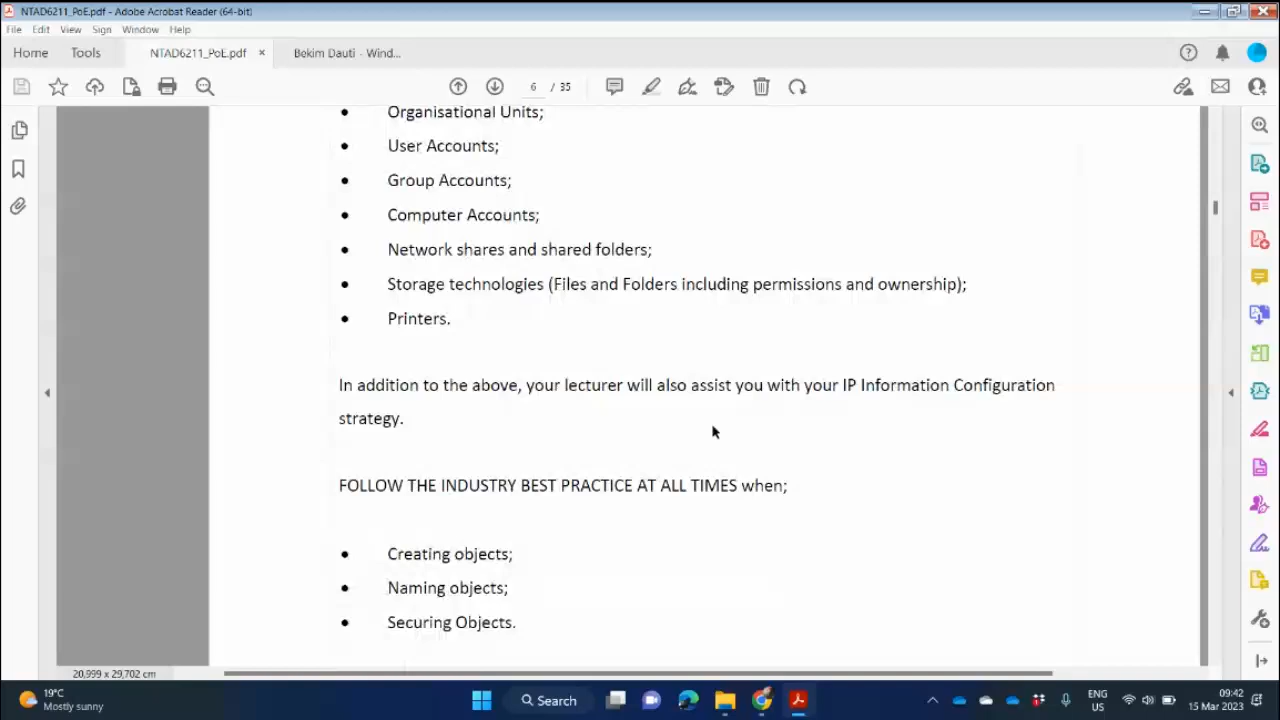 NTAD6211_PoE.pdf - Adobe Acrobat Reader (64-bit)
File Edit View Sign Window Help
Home Tools NTAD6211_PoE.pdf × Bekim Dauti - Wind...
6 / 35
• Organisational Units;
• User Accounts;
• Group Accounts;
• Computer Accounts;
• Network shares and shared folders;
• Storage technologies (Files and Folders including permissions and ownership);
• Printers.
In addition to the above, your lecturer will also assist you with your IP Information Configuration
strategy.
FOLLOW THE INDUSTRY BEST PRACTICE AT ALL TIMES when;
• Creating objects;
• Naming objects;
• Securing Objects.
20,999 x 29,702 cm
19°C
Mostly sunny
Search
ENG
US
09:42
15 Mar 2023